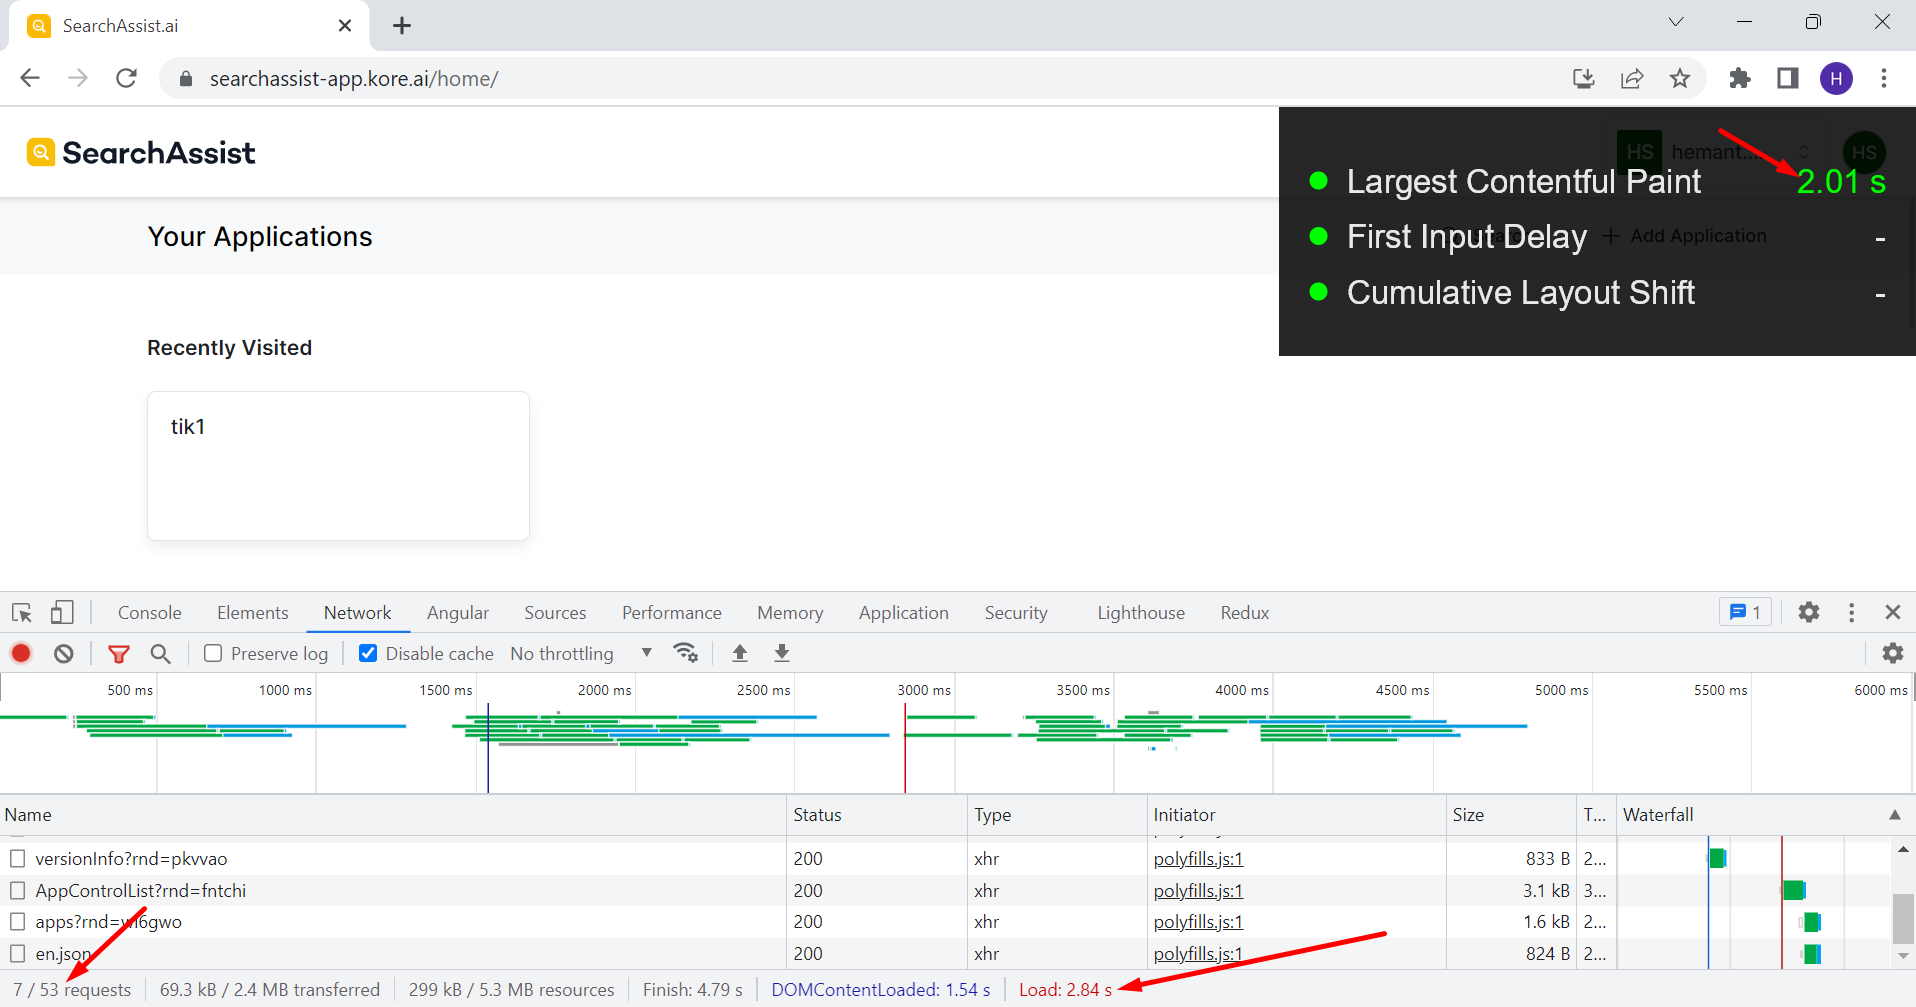 SearchAssist.ai
searchassist-app.kore.ai/home/
H
SearchAssist
HS hemant.... HS
Largest Contentful Paint 2.01 s
Your Applications
First Input Delay -
Add Application
Cumulative Layout Shift -
Recently Visited
tik1
Console Elements Network Angular Sources Performance Memory Application Security Lighthouse Redux 1
Preserve log Disable cache No throttling
500 ms 1000 ms 1500 ms 2000 ms 2500 ms 3000 ms 3500 ms 4000 ms 4500 ms 5000 ms 5500 ms 6000 ms
Name Status Type Initiator Size T... Waterfall
versionInfo?rnd=pkvvao 200 xhr polyfills.js:1 833 B 2...
AppControlList?rnd=fntchi 200 xhr polyfills.js:1 3.1 kB 3...
apps?rnd=wl6gwo 200 xhr polyfills.js:1 1.6 kB 2...
en.json 200 xhr polyfills.js:1 824 B 2...
7 / 53 requests 69.3 kB / 2.4 MB transferred 299 kB / 5.3 MB resources Finish: 4.79 s DOMContentLoaded: 1.54 s Load: 2.84 s